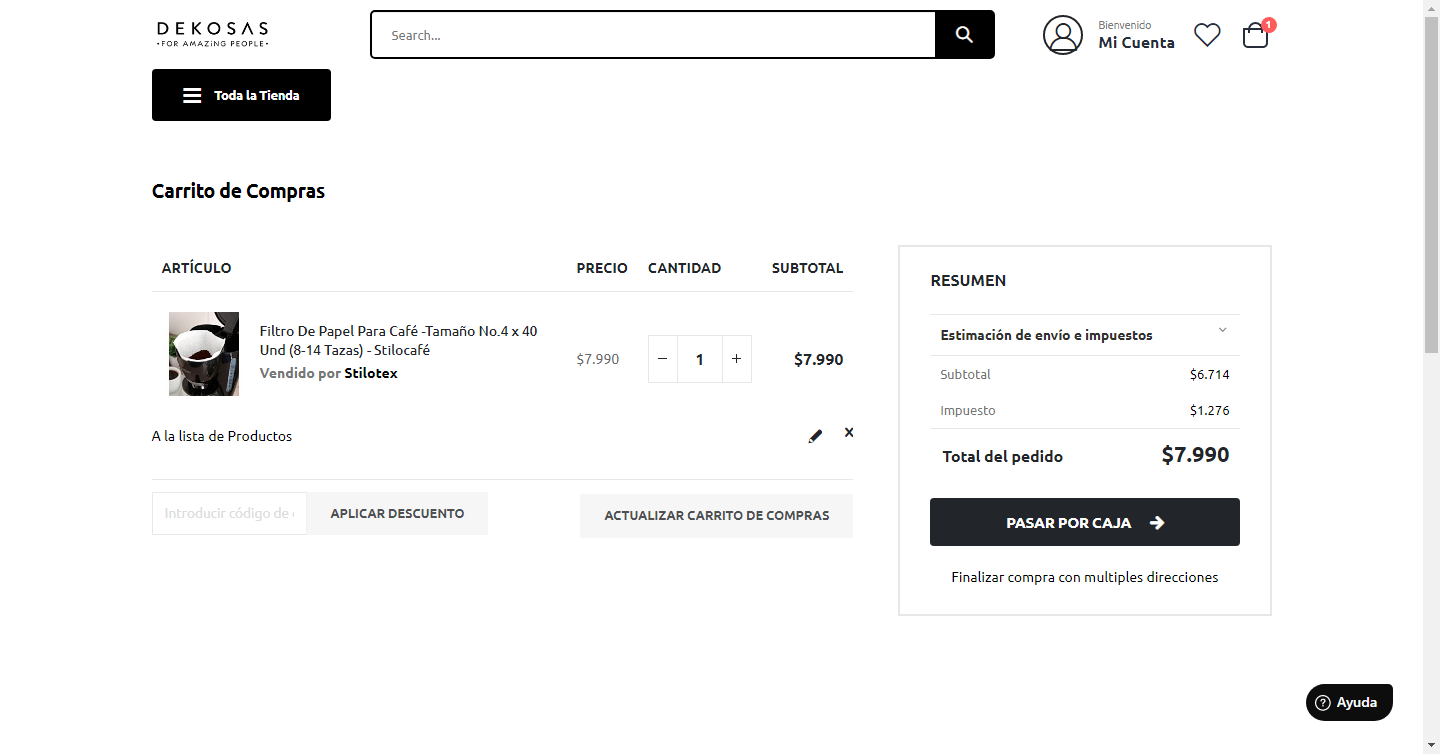 DEKOSAS
•FOR AMAZiNG PEOPLE•
Search...
Bienvenido
Mi Cuenta
1
Toda la Tienda
Carrito de Compras
ARTÍCULO PRECIO CANTIDAD SUBTOTAL
Filtro De Papel Para Café -Tamaño No.4 x 40
Und (8-14 Tazas) - Stilocafé
Vendido por Stilotex
$7.990 − 1 + $7.990
A la lista de Productos
Introducir código de
APLICAR DESCUENTO
ACTUALIZAR CARRITO DE COMPRAS
RESUMEN
Estimación de envío e impuestos
Subtotal $6.714
Impuesto $1.276
Total del pedido $7.990
PASAR POR CAJA
Finalizar compra con multiples direcciones
Ayuda